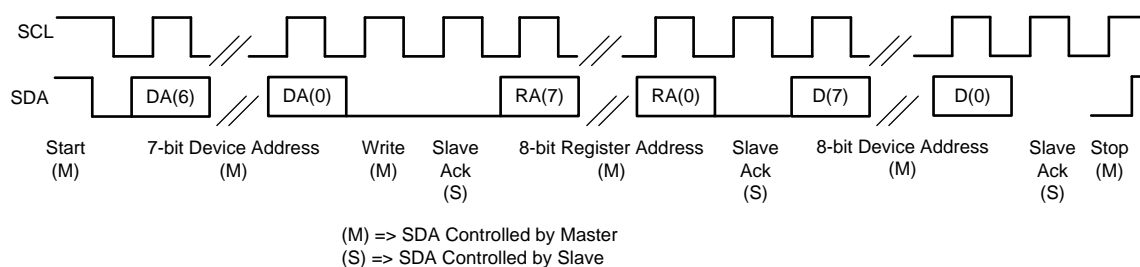 SCL
SDA
DA(6)
DA(0)
RA(7)
RA(0)
D(7)
D(0)
Start
(M)
7-bit Device Address
(M)
Write
(M)
Slave
Ack
(S)
8-bit Register Address
(M)
Slave
Ack
(S)
8-bit Device Address
(M)
Slave
Ack
(S)
Stop
(M)
(M) => SDA Controlled by Master
(S) => SDA Controlled by Slave